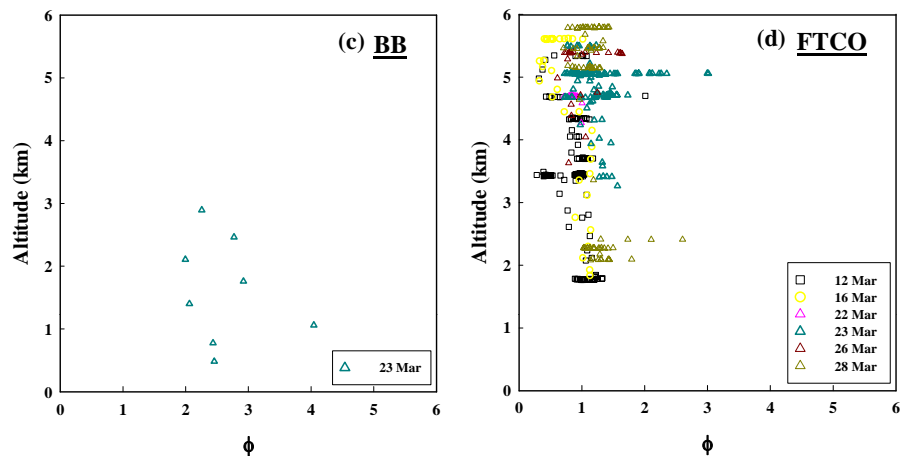 (c) BB
Altitude (km)
6
5
4
3
2
1
0
0 1 2 3 4 5 6
ϕ
23 Mar
(d) FTCO
Altitude (km)
6
5
4
3
2
1
0
0 1 2 3 4 5 6
ϕ
12 Mar
16 Mar
22 Mar
23 Mar
26 Mar
28 Mar